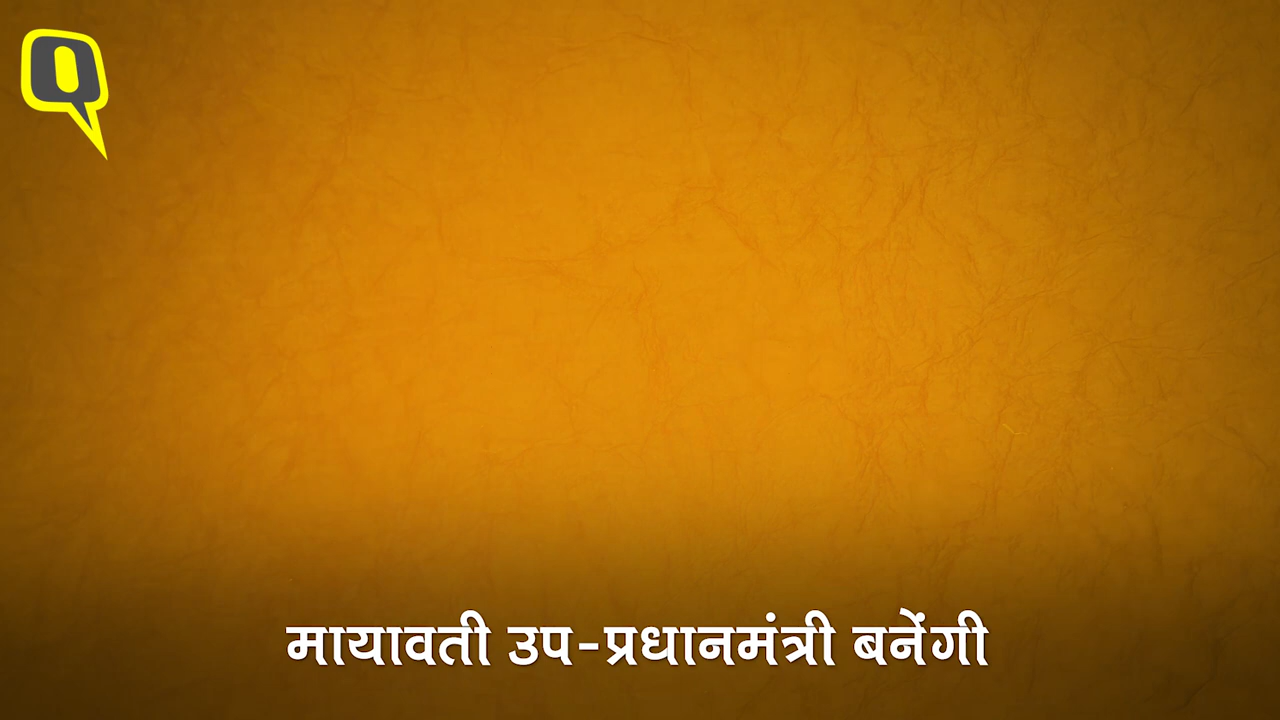 मायावती उप-प्रधानमंत्री बनेंगी